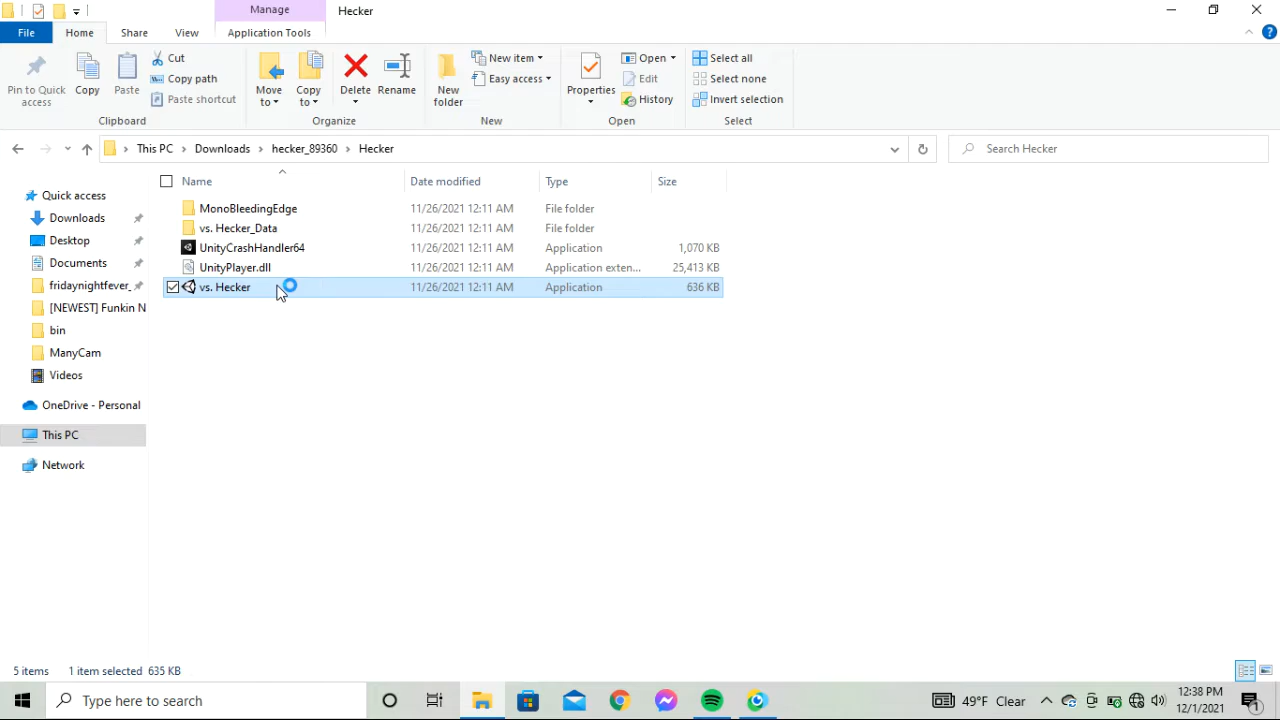 Manage
Hecker
File
Home
Share
View
Application Tools
Pin to Quick access
Copy
Paste
Cut
Copy path
Paste shortcut
Clipboard
Move to
Copy to
Delete
Rename
Organize
New folder
New item
Easy access
New
Properties
Open
Edit
History
Open
Select all
Select none
Invert selection
Select
This PC
Downloads
hecker_89360
Hecker
Search Hecker
Name
Date modified
Type
Size
MonoBleedingEdge 11/26/2021 12:11 AM File folder
vs. Hecker_Data 11/26/2021 12:11 AM File folder
UnityCrashHandler64 11/26/2021 12:11 AM Application 1,070 KB
UnityPlayer.dll 11/26/2021 12:11 AM Application exten... 25,413 KB
vs. Hecker 11/26/2021 12:11 AM Application 636 KB
Quick access
Downloads
Desktop
Documents
fridaynightfever_
[NEWEST] Funkin N
bin
ManyCam
Videos
OneDrive - Personal
This PC
Network
5 items 1 item selected 635 KB
Type here to search
49°F Clear
12:38 PM
12/1/2021
1